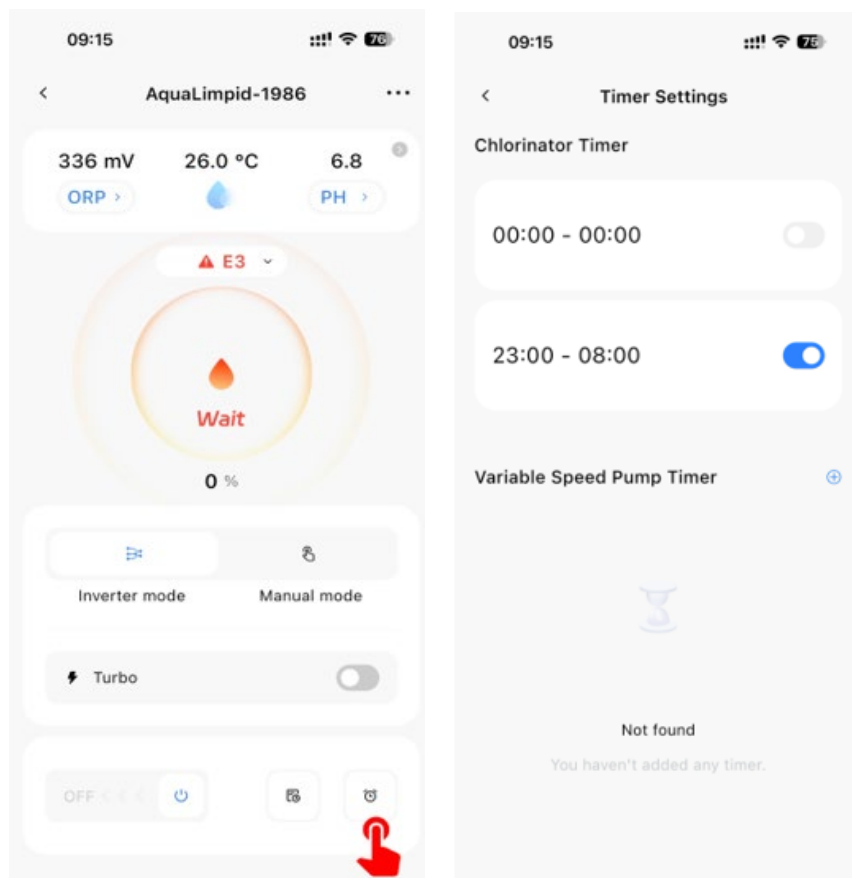 09:15
76
AquaLimpid-1986
336 mV
26.0 °C
6.8
ORP >
PH >
E3
Wait
0 %
Inverter mode
Manual mode
Turbo
OFF
09:15
75
Timer Settings
Chlorinator Timer
00:00 - 00:00
23:00 - 08:00
Variable Speed Pump Timer
Not found
You haven't added any timer.